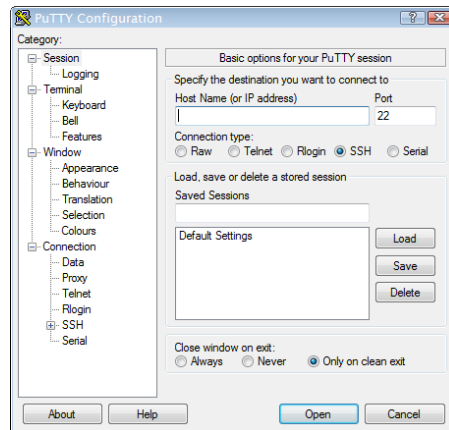 PuTTY Configuration
Category:
Session
Logging
Terminal
Keyboard
Bell
Features
Window
Appearance
Behaviour
Translation
Selection
Colours
Connection
Data
Proxy
Telnet
Rlogin
SSH
Serial
Basic options for your PuTTY session
Specify the destination you want to connect to
Host Name (or IP address) Port
22
Connection type:
Raw Telnet Rlogin SSH Serial
Load, save or delete a stored session
Saved Sessions
Default Settings
Load
Save
Delete
Close window on exit:
Always Never Only on clean exit
About Help Open Cancel